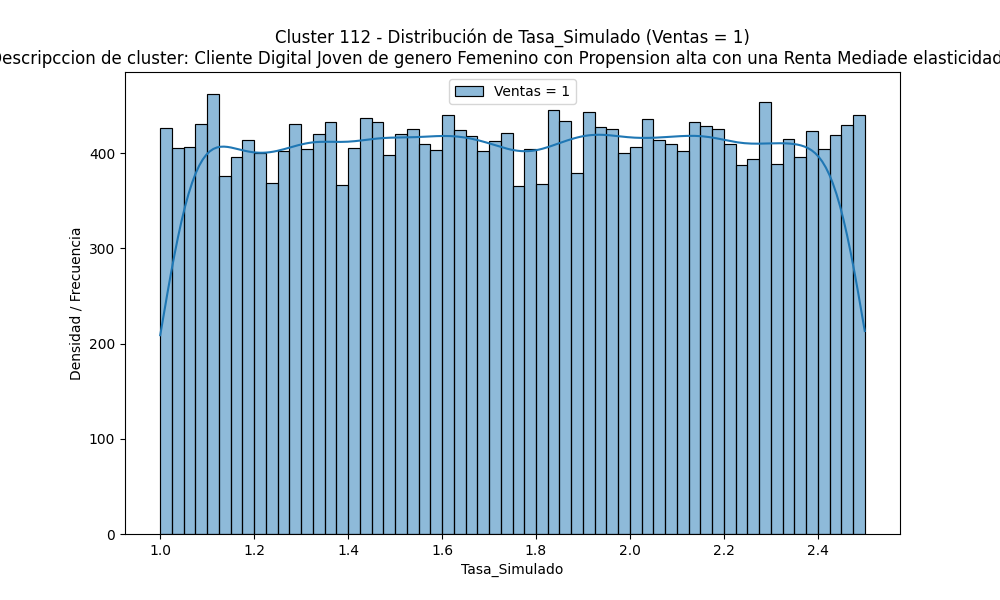 Cluster 112 - Distribución de Tasa_Simulado (Ventas = 1)
escripccion de cluster: Cliente Digital Joven de genero Femenino con Propension alta con una Renta Mediade elasticidad
Ventas = 1
Densidad / Frecuencia
400
300
200
100
0
1.0 1.2 1.4 1.6 1.8 2.0 2.2 2.4
Tasa_Simulado